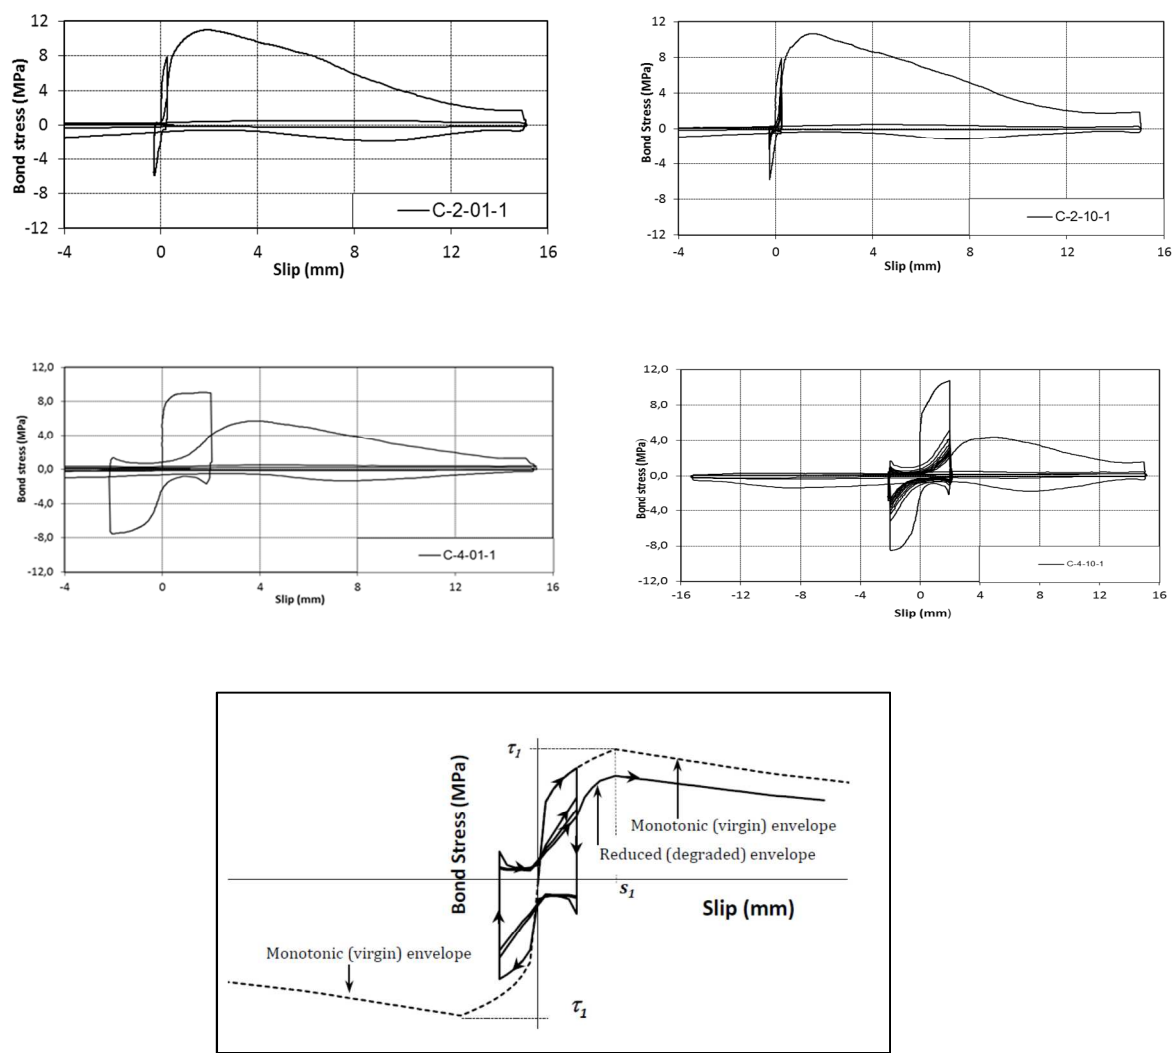 12
8
4
0
-4
-8
-12
Bond stress (MPa)
C-2-01-1
-4 0 4 8 12 16
Slip (mm)
12
8
4
0
-4
-8
-12
Bond Stress (MPa)
C-2-10-1
-4 0 4 8 12 16
Slip (mm)
12,0
8,0
4,0
0,0
-4,0
-8,0
-12,0
Bond stress (MPa)
C-4-01-1
-4 0 4 8 12 16
Slip (mm)
12,0
8,0
4,0
0,0
-4,0
-8,0
-12,0
Bond stress (MPa)
C-4-10-1
-16 -12 -8 -4 0 4 8 12 16
Slip (mm)
τ1
Bond Stress (MPa)
Monotonic (virgin) envelope
Reduced (degraded) envelope
s1
Slip (mm)
Monotonic (virgin) envelope
τ1